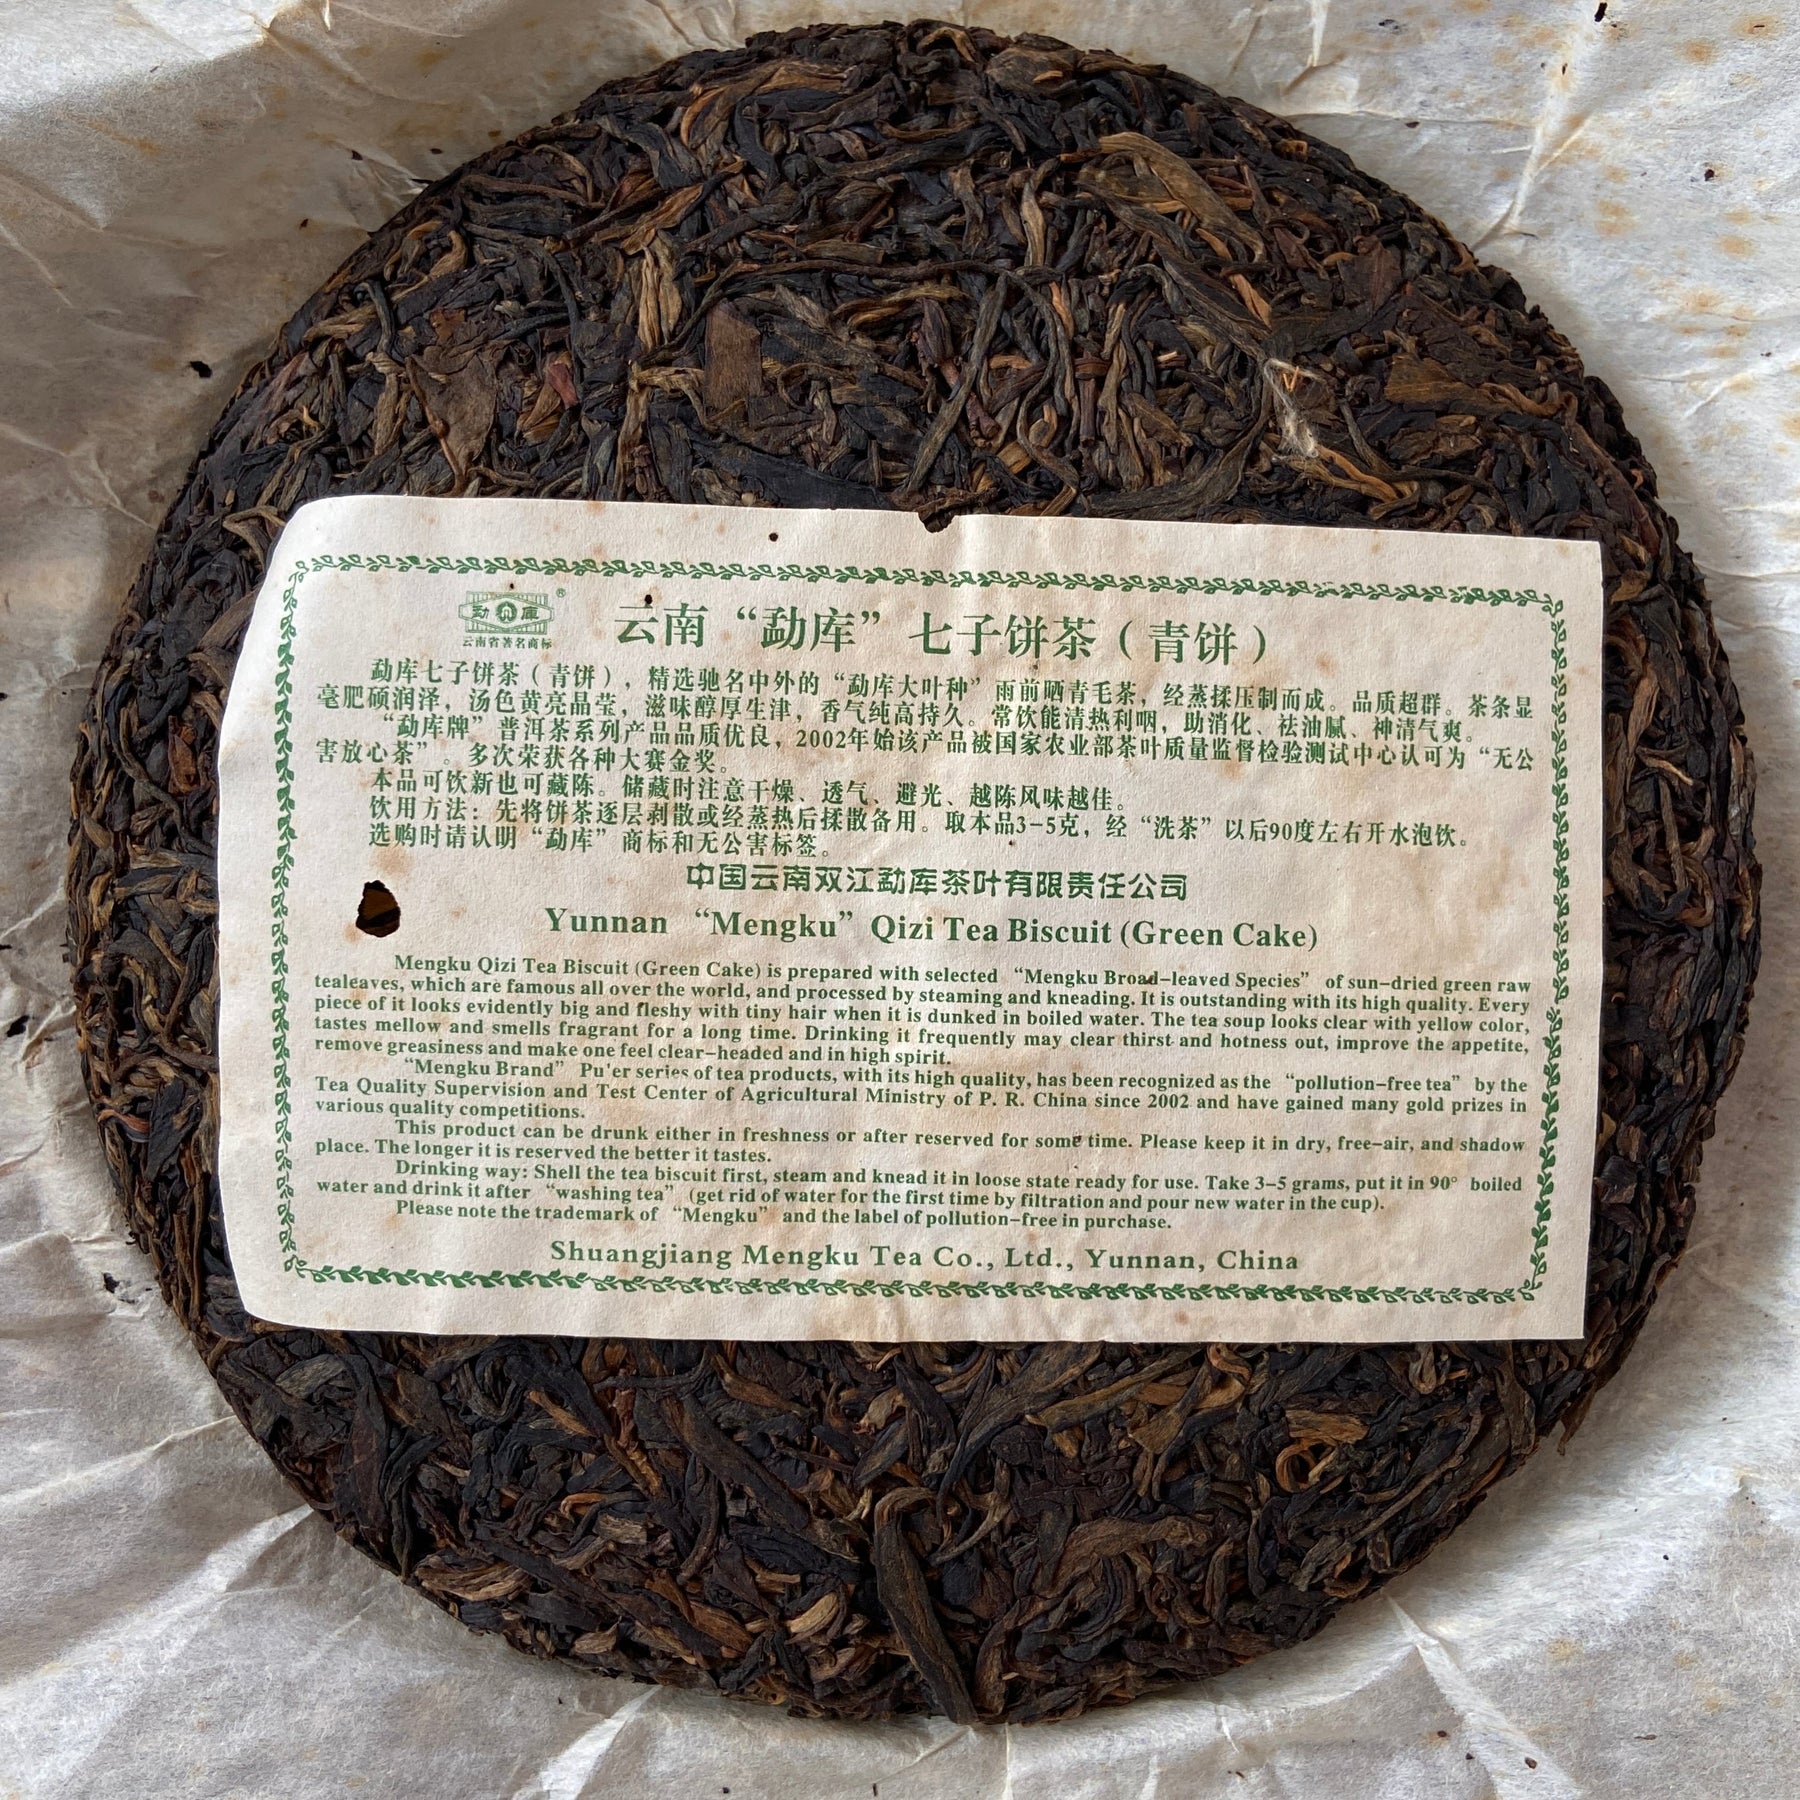 勐库®
云南省著名商标
云南“勐库”七子饼茶(青饼)
勐库七子饼茶(青饼),精选驰名中外的“勐库大叶种”雨前晒青毛茶,经蒸揉压制而成。品质超群。茶条显
毫肥硕润泽,汤色黄亮晶莹,滋味醇厚生津,香气纯高持久。常饮能清热利咽,助消化、祛油腻、神清气爽。
“勐库牌”普洱茶系列产品品质优良,2002年始该产品被国家农业部茶叶质量监督检验测试中心认可为“无公
害放心茶”。多次荣获各种大赛金奖。
本品可饮新也可藏陈。储藏时注意干燥、透气、避光、越陈风味越佳。
饮用方法:先将饼茶逐层剥散或经蒸热后揉散备用。取本品3-5克,经“洗茶”以后90度左右开水泡饮。
选购时请认明“勐库”商标和无公害标签。
中国云南双江勐库茶叶有限责任公司
Yunnan “Mengku” Qizi Tea Biscuit (Green Cake)
Mengku Qizi Tea Biscuit (Green Cake) is prepared with selected “Mengku Broad-leaved Species” of sun-dried green raw
tealeaves, which are famous all over the world, and processed by steaming and kneading. It is outstanding with its high quality. Every
piece of it looks evidently big and fleshy with tiny hair when it is dunked in boiled water. The tea soup looks clear with yellow color,
tastes mellow and smells fragrant for a long time. Drinking it frequently may clear thirst and hotness out, improve the appetite,
remove greasiness and make one feel clear-headed and in high spirit.
“Mengku Brand” Pu'er series of tea products, with its high quality, has been recognized as the “pollution-free tea” by the
Tea Quality Supervision and Test Center of Agricultural Ministry of P. R. China since 2002 and have gained many gold prizes in
various quality competitions.
This product can be drunk either in freshness or after reserved for some time. Please keep it in dry, free-air, and shadow
place. The longer it is reserved the better it tastes.
Drinking way: Shell the tea biscuit first, steam and knead it in loose state ready for use. Take 3-5 grams, put it in 90° boiled
water and drink it after “washing tea” (get rid of water for the first time by filtration and pour new water in the cup).
Please note the trademark of “Mengku” and the label of pollution-free in purchase.
Shuangjiang Mengku Tea Co., Ltd., Yunnan, China